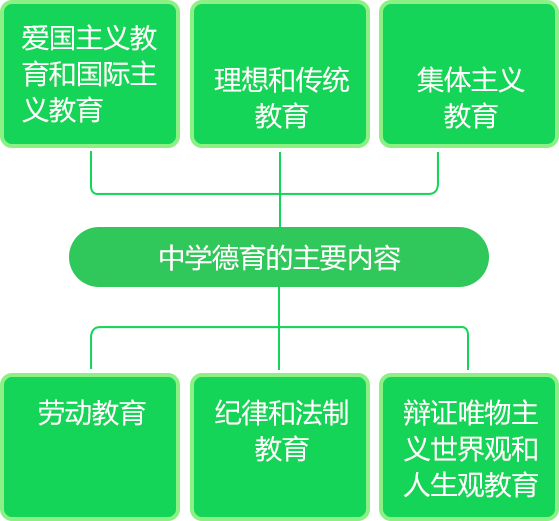 爱国主义教
育和国际主
义教育
理想和传统
教育
集体主义
教育
中学德育的主要内容
劳动教育
纪律和法制
教育
辩证唯物主
义世界观和
人生观教育